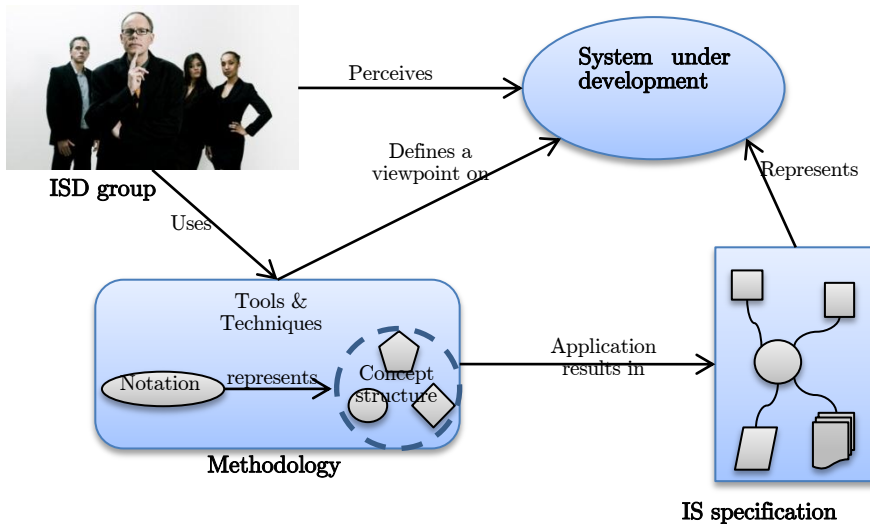 System under
development
Perceives
Defines a
viewpoint on
ISD group
Represents
Uses
Tools &
Techniques
Notation
represents
Concept
structure
Application
results in
Methodology
IS specification